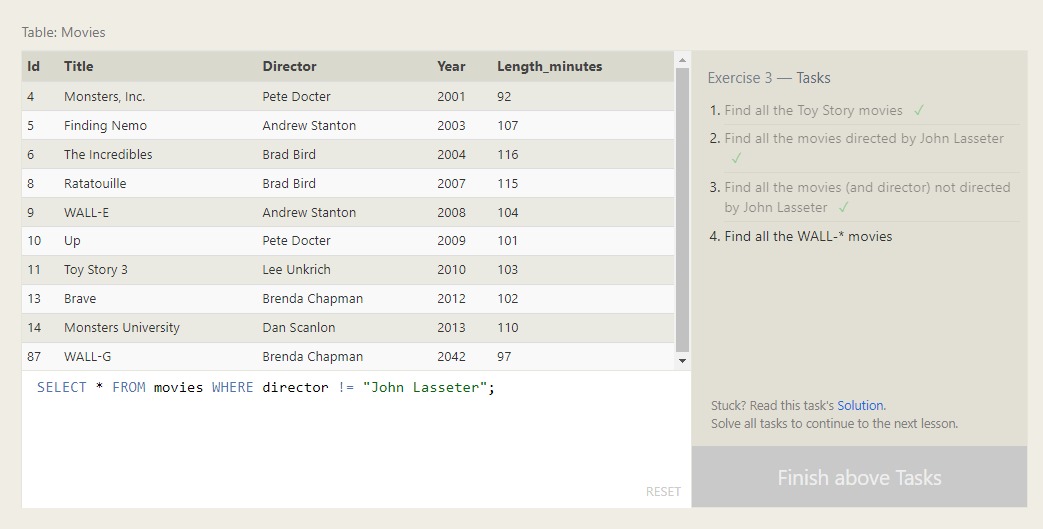 Table: Movies
Id Title Director Year Length_minutes
4 Monsters, Inc. Pete Docter 2001 92
5 Finding Nemo Andrew Stanton 2003 107
6 The Incredibles Brad Bird 2004 116
8 Ratatouille Brad Bird 2007 115
9 WALL-E Andrew Stanton 2008 104
10 Up Pete Docter 2009 101
11 Toy Story 3 Lee Unkrich 2010 103
13 Brave Brenda Chapman 2012 102
14 Monsters University Dan Scanlon 2013 110
87 WALL-G Brenda Chapman 2042 97
SELECT * FROM movies WHERE director != "John Lasseter";
RESET
Exercise 3 — Tasks
1. Find all the Toy Story movies ✓
2. Find all the movies directed by John Lasseter
✓
3. Find all the movies (and director) not directed
by John Lasseter ✓
4. Find all the WALL-* movies
Stuck? Read this task's Solution.
Solve all tasks to continue to the next lesson.
Finish above Tasks